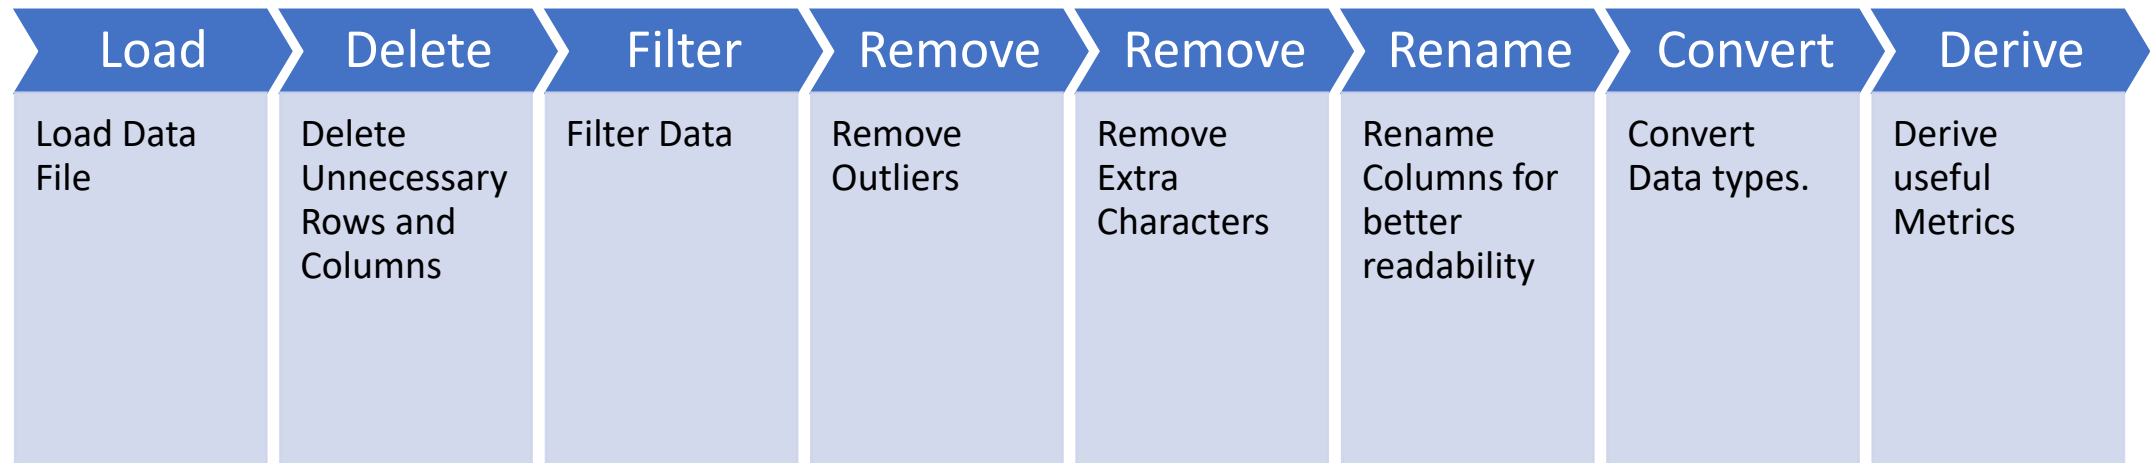 Load
Delete
Filter
Remove
Remove
Rename
Convert
Derive
Load Data
File
Delete
Unnecessary
Rows and
Columns
Filter Data
Remove
Outliers
Remove
Extra
Characters
Rename
Columns for
better
readability
Convert
Data types.
Derive
useful
Metrics